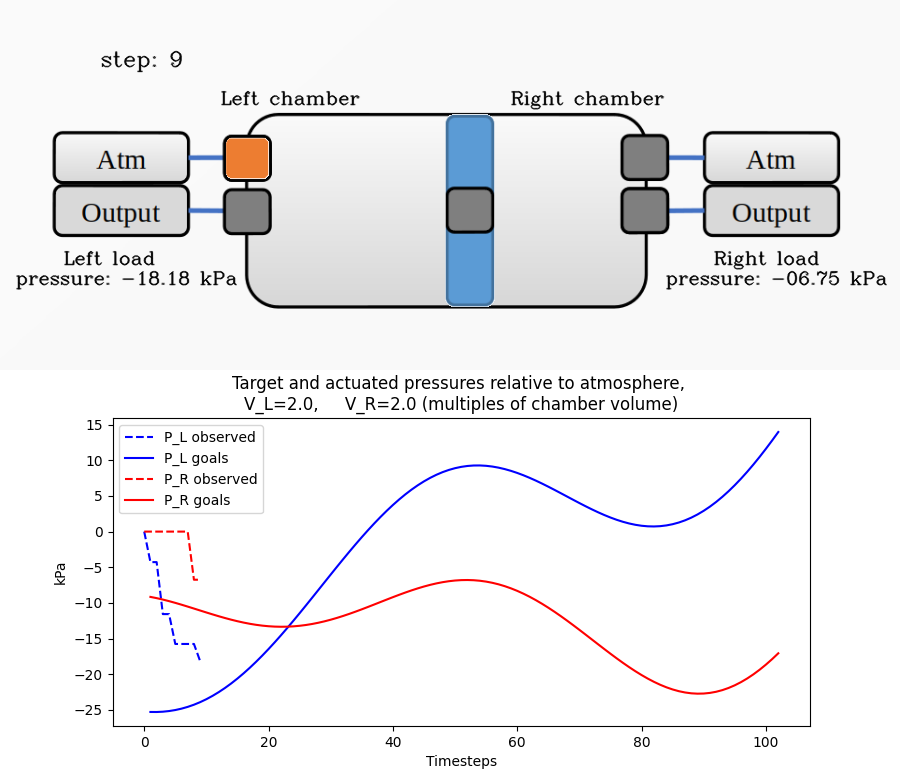 step: 9
Left chamber
Right chamber
Atm
Atm
Output
Output
Left load
pressure: −18.18 kPa
Right load
pressure: −06.75 kPa
Target and actuated pressures relative to atmosphere,
V_L=2.0,     V_R=2.0 (multiples of chamber volume)
P_L observed
P_L goals
P_R observed
P_R goals
15
10
5
0
−5
−10
−15
−20
−25
kPa
0 20 40 60 80 100
Timesteps